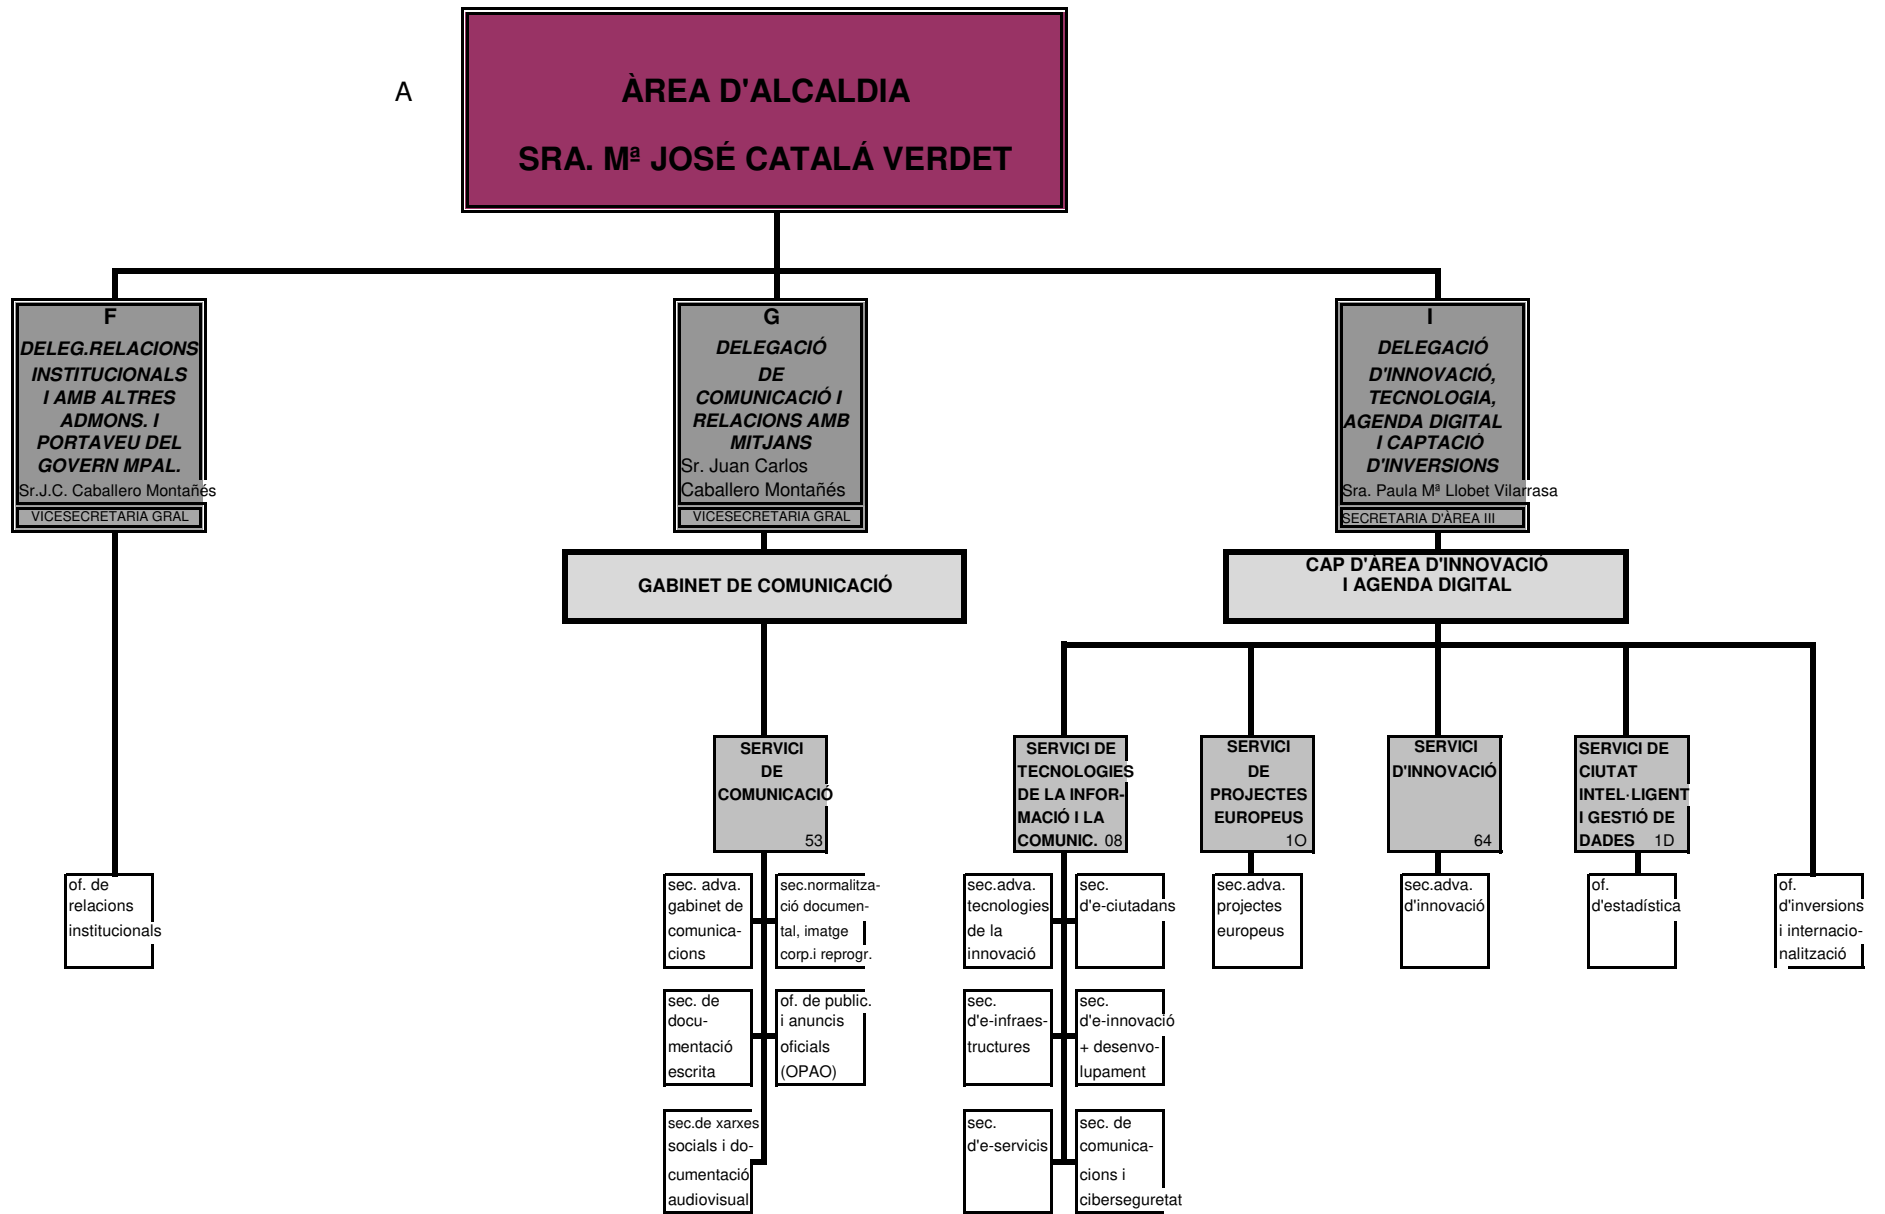 A
ÀREA D'ALCALDIA
SRA. Mª JOSÉ CATALÁ VERDET
F
DELEG.RELACIONS
INSTITUCIONALS
I AMB ALTRES
ADMONS. I
PORTAVEU DEL
GOVERN MPAL.
Sr.J.C. Caballero Montañés
VICESECRETARIA GRAL
G
DELEGACIÓ
DE
COMUNICACIÓ I
RELACIONS AMB
MITJANS
Sr. Juan Carlos
Caballero Montañés
VICESECRETARIA GRAL
I
DELEGACIÓ
D'INNOVACIÓ,
TECNOLOGIA,
AGENDA DIGITAL
I CAPTACIÓ
D'INVERSIONS
Sra. Paula Mª Llobet Vilarrasa
SECRETARIA D'ÀREA III
GABINET DE COMUNICACIÓ
CAP D'ÀREA D'INNOVACIÓ
I AGENDA DIGITAL
SERVICI
DE
COMUNICACIÓ
53
SERVICI DE
TECNOLOGIES
DE LA INFOR-
MACIÓ I LA
COMUNIC. 08
SERVICI
DE
PROJECTES
EUROPEUS
1O
SERVICI
D'INNOVACIÓ
64
SERVICI DE
CIUTAT
INTEL·LIGENT
I GESTIÓ DE
DADES 1D
of. de
relacions
institucionals
sec. adva.
gabinet de
comunica-
cions
sec.normalitza-
ció documen-
tal, imatge
corp.i reprogr.
sec.adva.
tecnologies
de la
innovació
sec.
d'e-ciutadans
sec.adva.
projectes
europeus
sec.adva.
d'innovació
of.
d'estadística
of.
d'inversions
i internacio-
nalització
sec. de
docu-
mentació
escrita
of. de public.
i anuncis
oficials
(OPAO)
sec.
d'e-infraes-
tructures
sec.
d'e-innovació
+ desenvo-
lupament
sec.de xarxes
socials i do-
cumentació
audiovisual
sec.
d'e-servicis
sec. de
comunica-
cions i
ciberseguretat